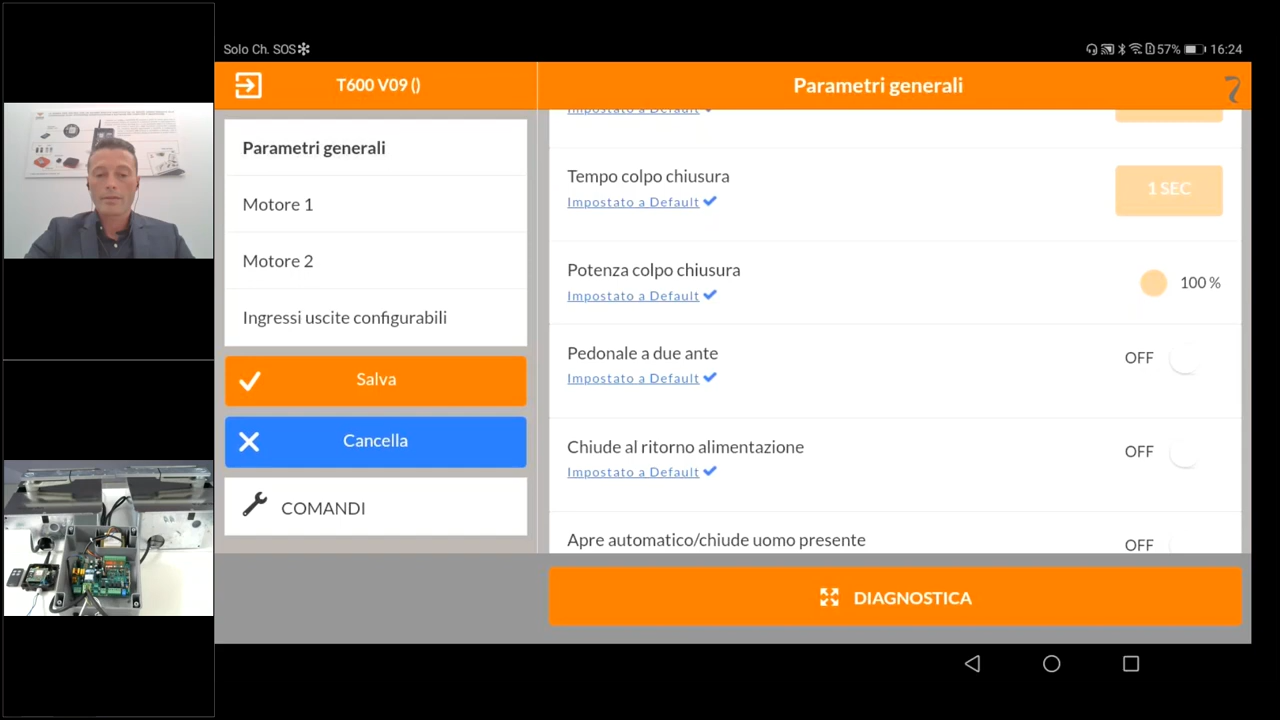 Solo Ch. SOS
57% 16:24
T600 V09 ()
Parametri generali
Parametri generali
Motore 1
Motore 2
Ingressi uscite configurabili
Salva
Cancella
COMANDI
Impostato a Default
Tempo colpo chiusura
Impostato a Default
1 SEC
Potenza colpo chiusura
Impostato a Default
100 %
Pedonale a due ante
Impostato a Default
OFF
Chiude al ritorno alimentazione
Impostato a Default
OFF
Apre automatico/chiude uomo presente
OFF
DIAGNOSTICA